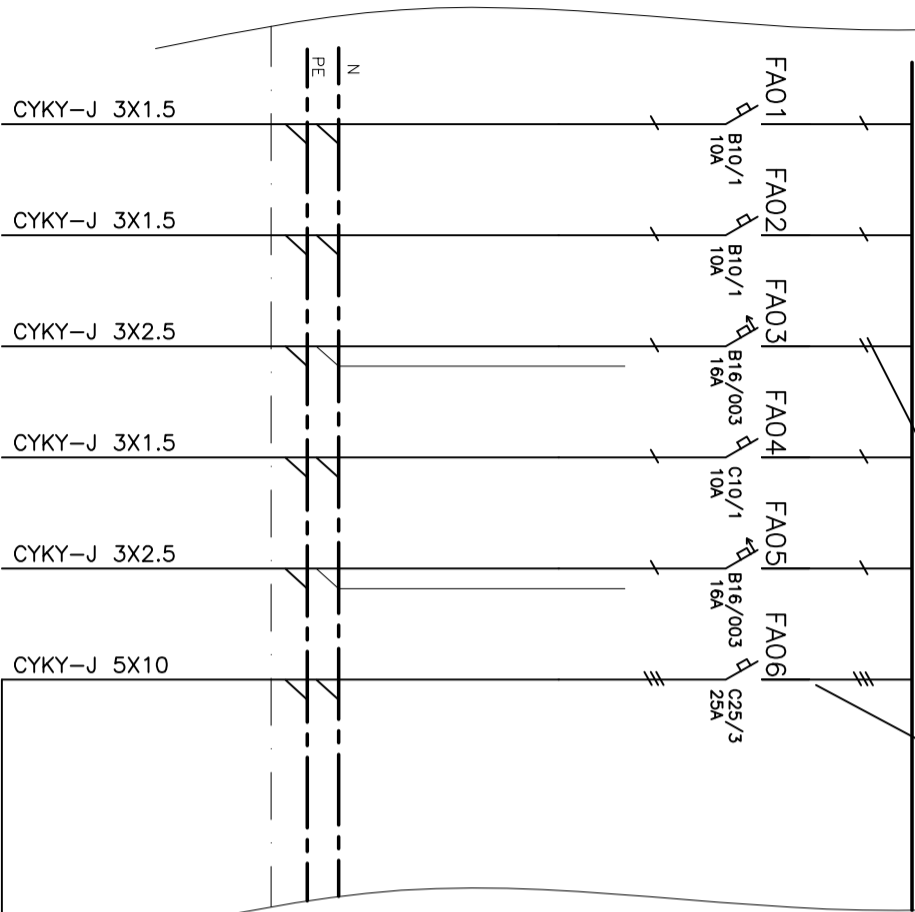 N
PE
CYKY-J 3X1.5
FA01
B10/1
10A
CYKY-J 3X1.5
FA02
B10/1
10A
CYKY-J 3X2.5
FA03
B16/003
16A
CYKY-J 3X1.5
FA04
C10/1
10A
CYKY-J 3X2.5
FA05
B16/003
16A
CYKY-J 5X10
FA06
C25/3
25A